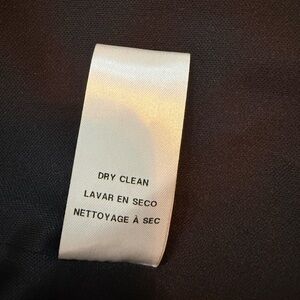 DRY CLEAN
LAVAR EN SECO
NETTOYAGE À SEC